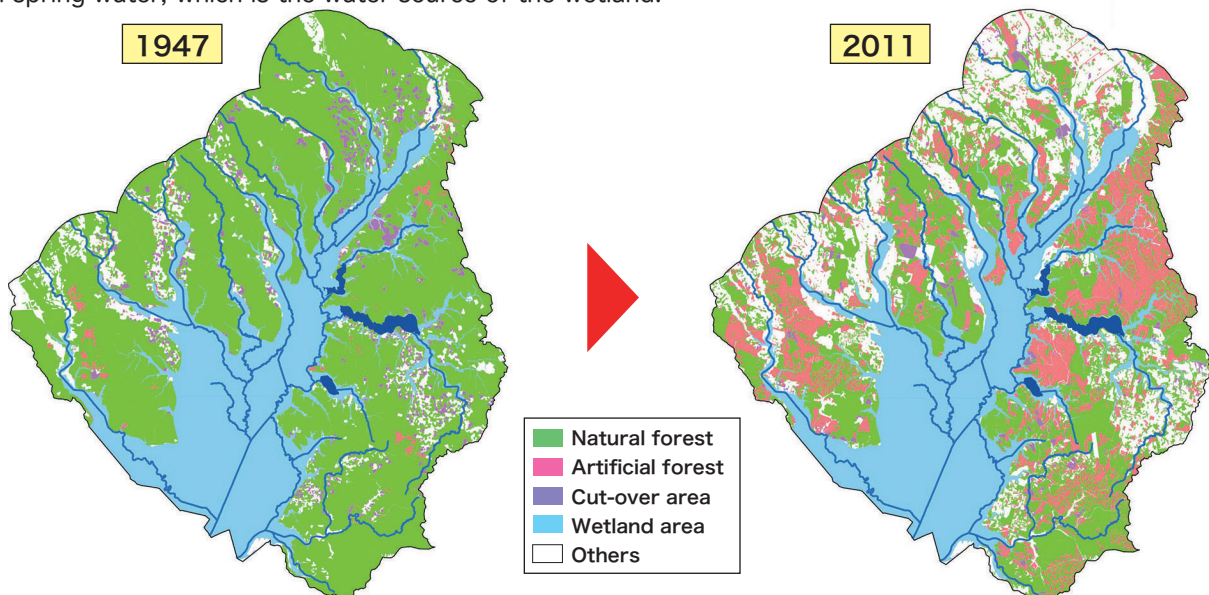 spring water, which is the water source of the wetland.
1947
2011
Natural forest
Artificial forest
Cut-over area
Wetland area
Others